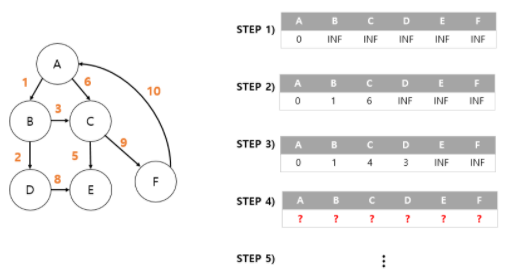 A
1
6
10
B
3
C
2
5
9
D
8
E
F
STEP 1)
A B C D E F
0 INF INF INF INF INF
STEP 2)
A B C D E F
0 1 6 INF INF INF
STEP 3)
A B C D E F
0 1 4 3 INF INF
STEP 4)
A B C D E F
? ? ? ? ? ?
STEP 5)
⋮